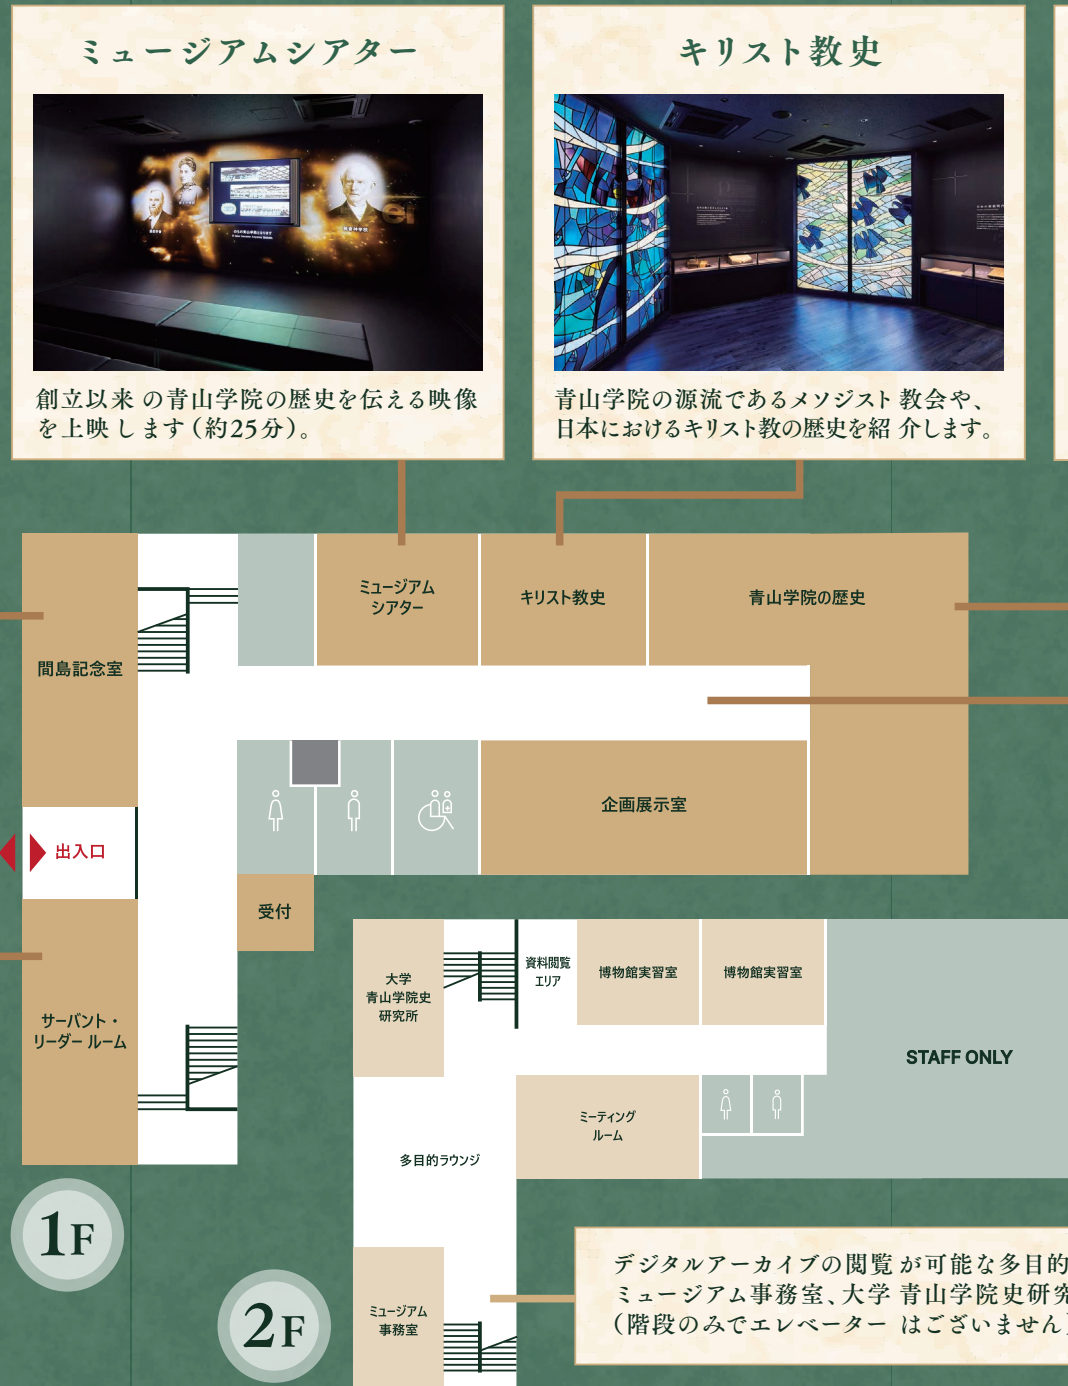 ミュージアムシアター
創立以来の青山学院の歴史を伝える映像
を上映します（約25分）。
キリスト教史
青山学院の源流であるメソジスト教会や、
日本におけるキリスト教の歴史を紹介します。
ミュージアム
シアター
キリスト教史
青山学院の歴史
間島記念室
企画展示室
出入口
受付
サーバント・
リーダー ルーム
1F
大学
青山学院史
研究所
資料閲覧
エリア
博物館実習室
博物館実習室
STAFF ONLY
ミーティング
ルーム
多目的ラウンジ
ミュージアム
事務室
2F
デジタルアーカイブの閲覧が可能な多目的
ミュージアム事務室、大学 青山学院史研究
（階段のみでエレベーターはございません）